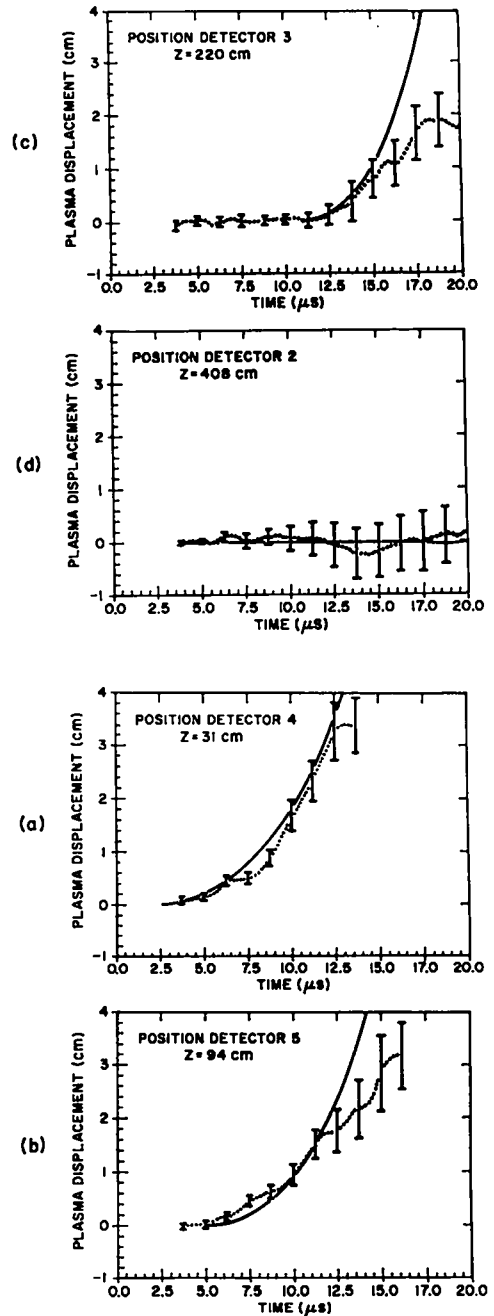 (c)
PLASMA DISPLACEMENT (cm)
POSITION DETECTOR 3
Z=220 cm
4
3
2
1
0
-1
0.0 2.5 5.0 7.5 10.0 12.5 15.0 17.5 20.0
TIME (μs)
(d)
PLASMA DISPLACEMENT (cm)
POSITION DETECTOR 2
Z=408 cm
4
3
2
1
0
-1
0.0 2.5 5.0 7.5 10.0 12.5 15.0 17.5 20.0
TIME (μs)
(a)
PLASMA DISPLACEMENT (cm)
POSITION DETECTOR 4
Z=31 cm
4
3
2
1
0
-1
0.0 2.5 5.0 7.5 10.0 12.5 15.0 17.5 20.0
TIME (μs)
(b)
PLASMA DISPLACEMENT (cm)
POSITION DETECTOR 5
Z=94 cm
4
3
2
1
0
-1
0.0 2.5 5.0 7.5 10.0 12.5 15.0 17.5 20.0
TIME (μs)